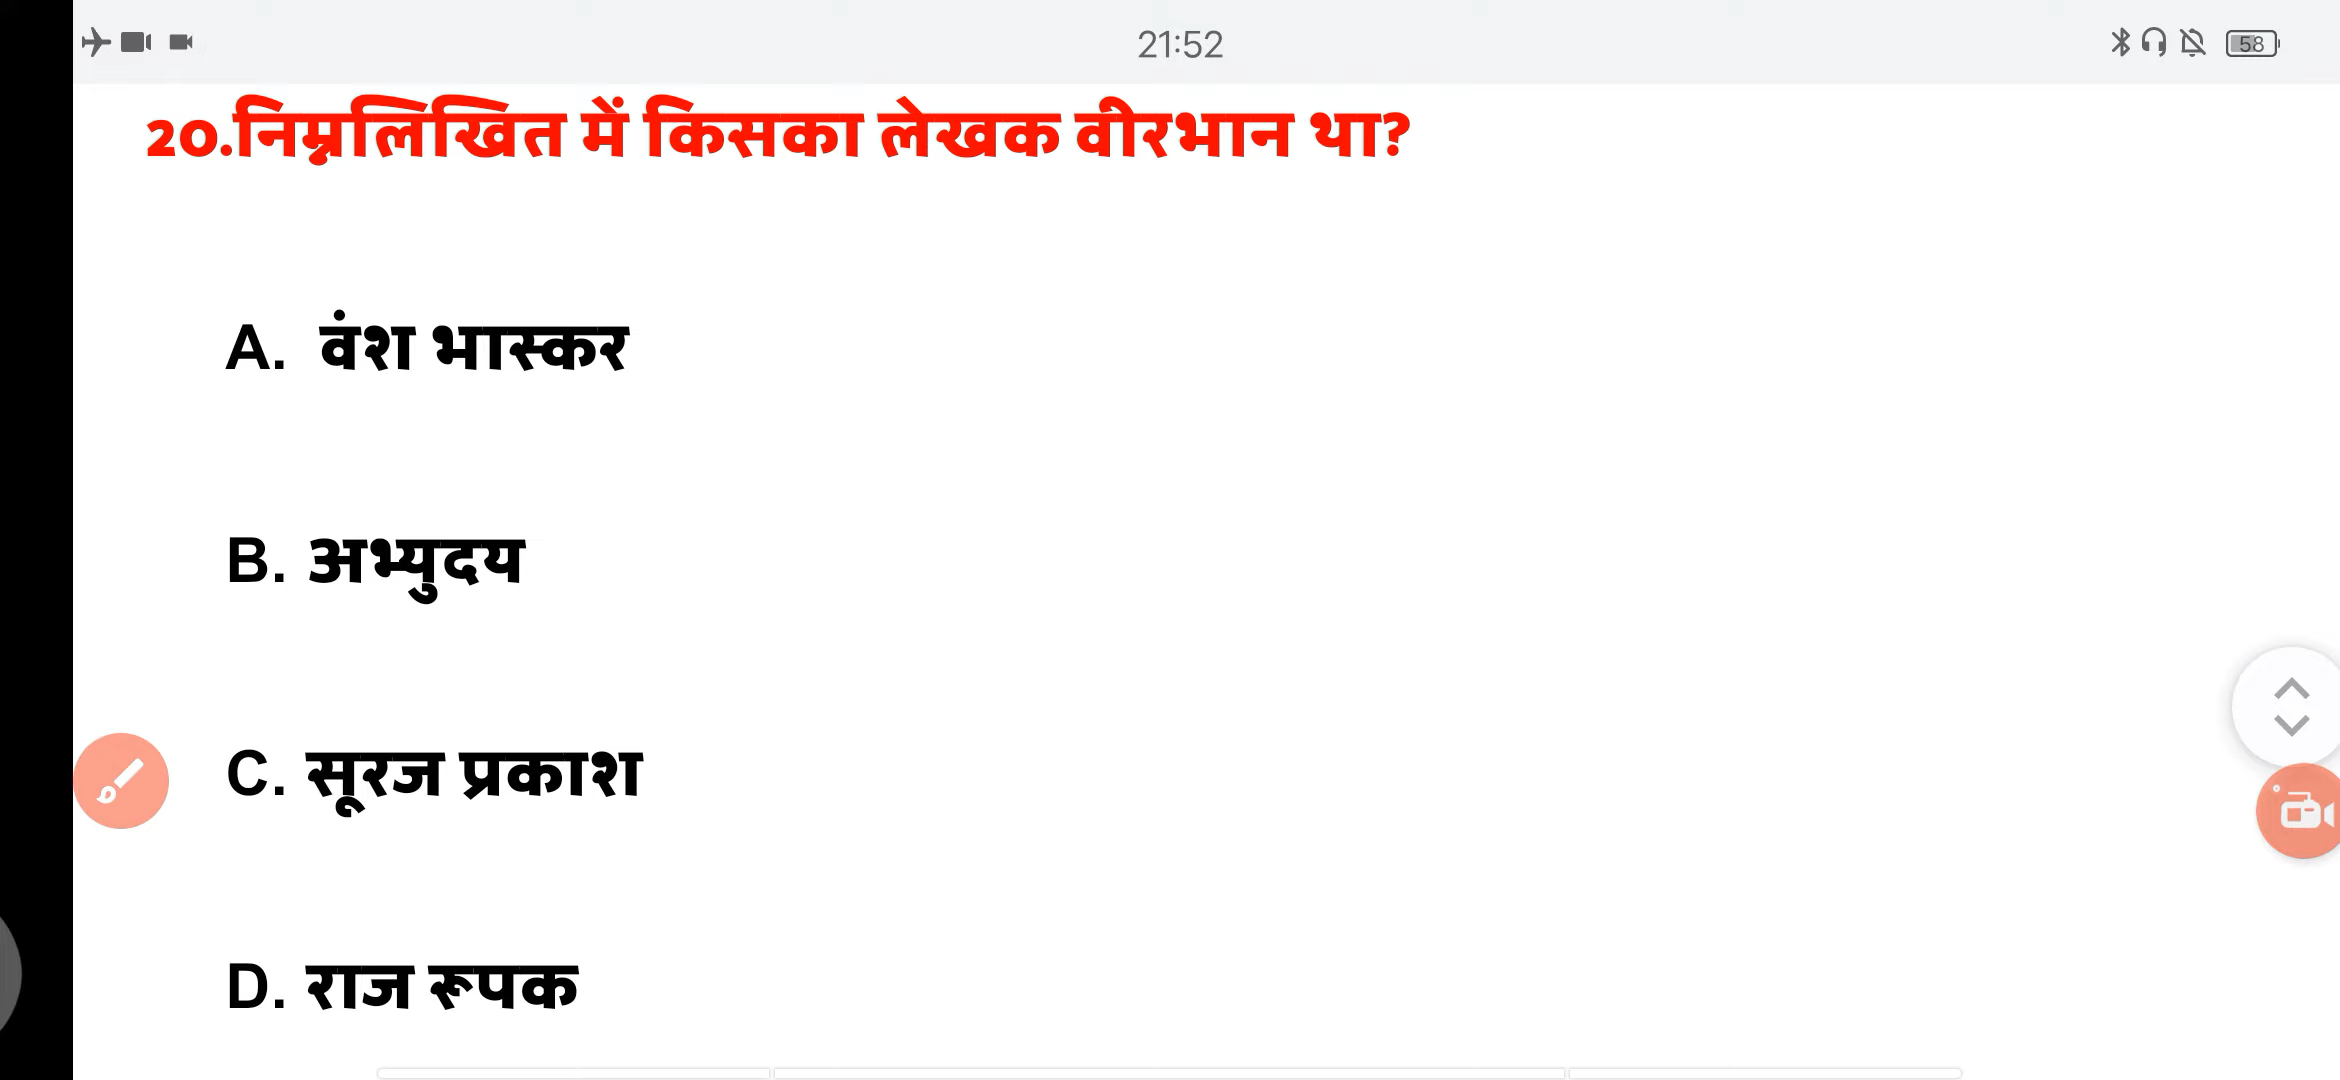 21:52
58
20.निम्नलिखित में किसका लेखक वीरभान था?
A. वंश भास्कर
B. अभ्युदय
C. सूरज प्रकाश
D. राज रूपक